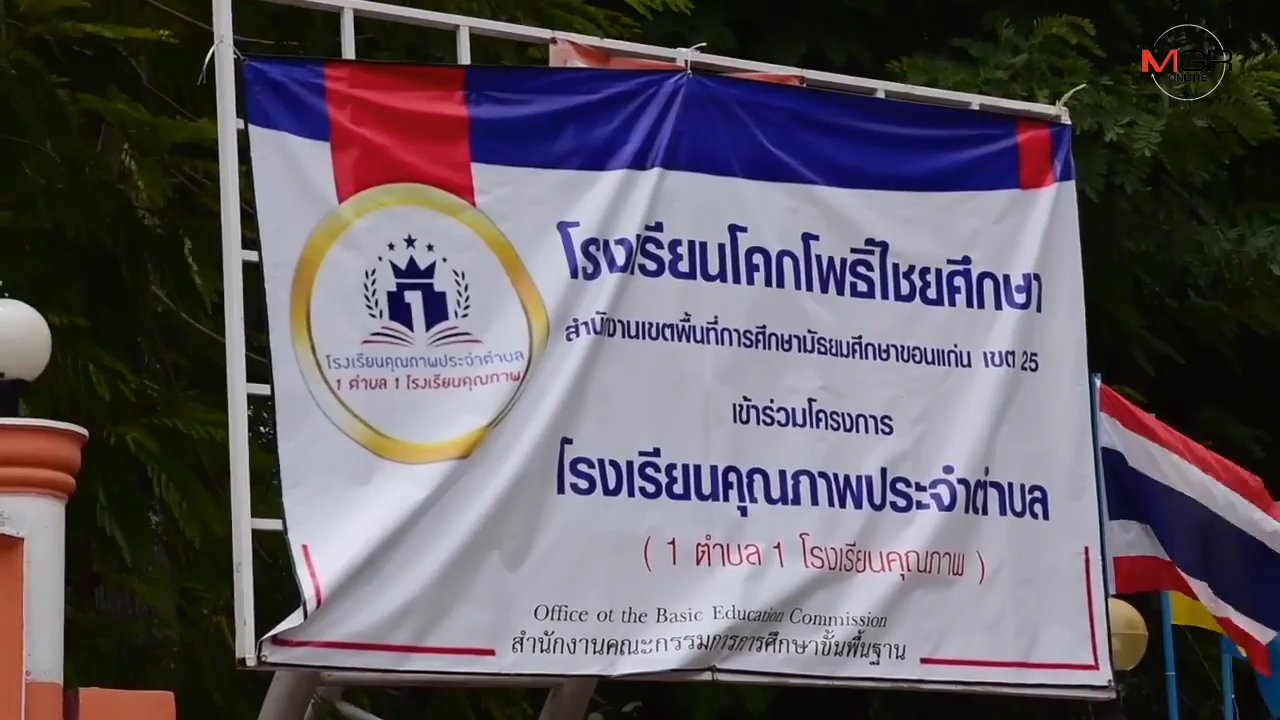 MGR
ONLINE
โรงเรียนโคกโพธิ์ไชยศึกษา
สำนักงานเขตพื้นที่การศึกษามัธยมศึกษาขอนแก่น เขต 25
เข้าร่วมโครงการ
โรงเรียนคุณภาพประจำตำบล
( 1 ตำบล 1 โรงเรียนคุณภาพ )
1
โรงเรียนคุณภาพประจำตำบล
1 ตำบล 1 โรงเรียนคุณภาพ
Office of the Basic Education Commission
สำนักงานคณะกรรมการการศึกษาขั้นพื้นฐาน